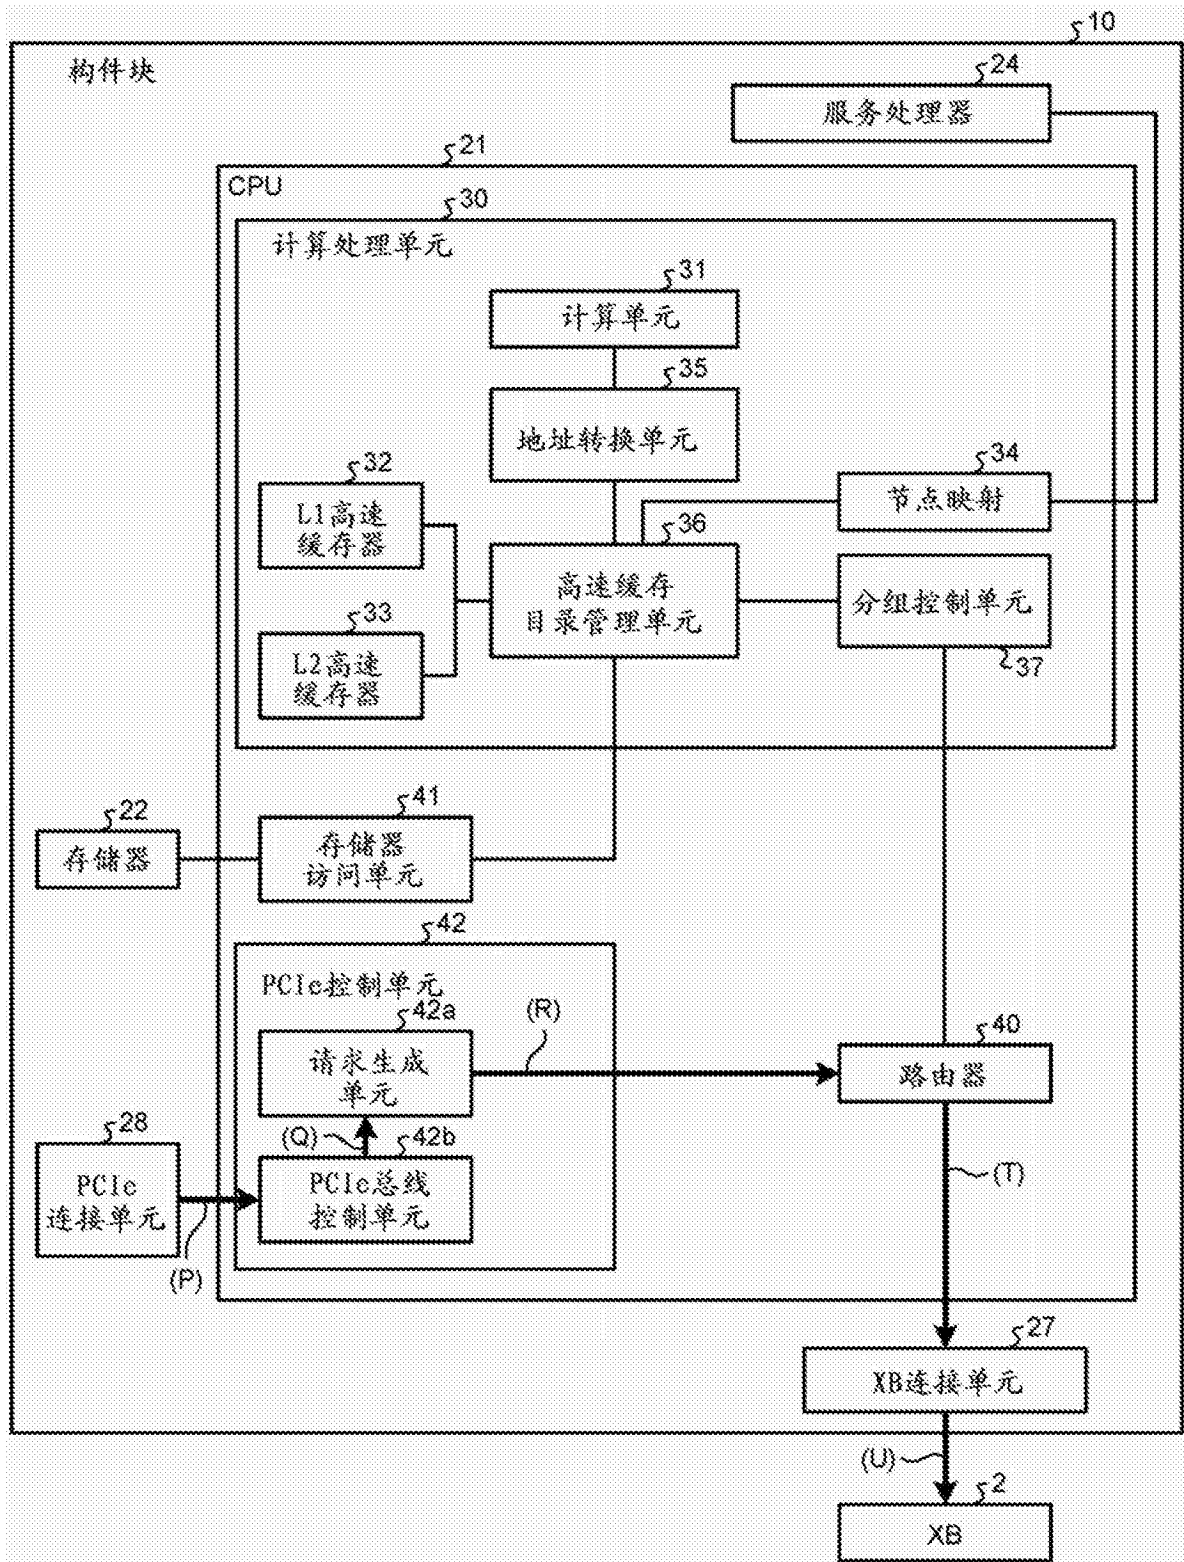 10
构件块
24
服务处理器
21
CPU
30
计算处理单元
31
计算单元
35
地址转换单元
34
节点映射
32
L1高速
缓存器
36
高速缓存
目录管理单元
分组控制单元
37
33
L2高速
缓存器
22
存储器
41
存储器
访问单元
42
PCIe控制单元
42a
请求生成
单元
(R)
40
路由器
(Q)
42b
PCIe总线
控制单元
28
PCIe
连接单元
(P)
(T)
27
XB连接单元
(U)
2
XB